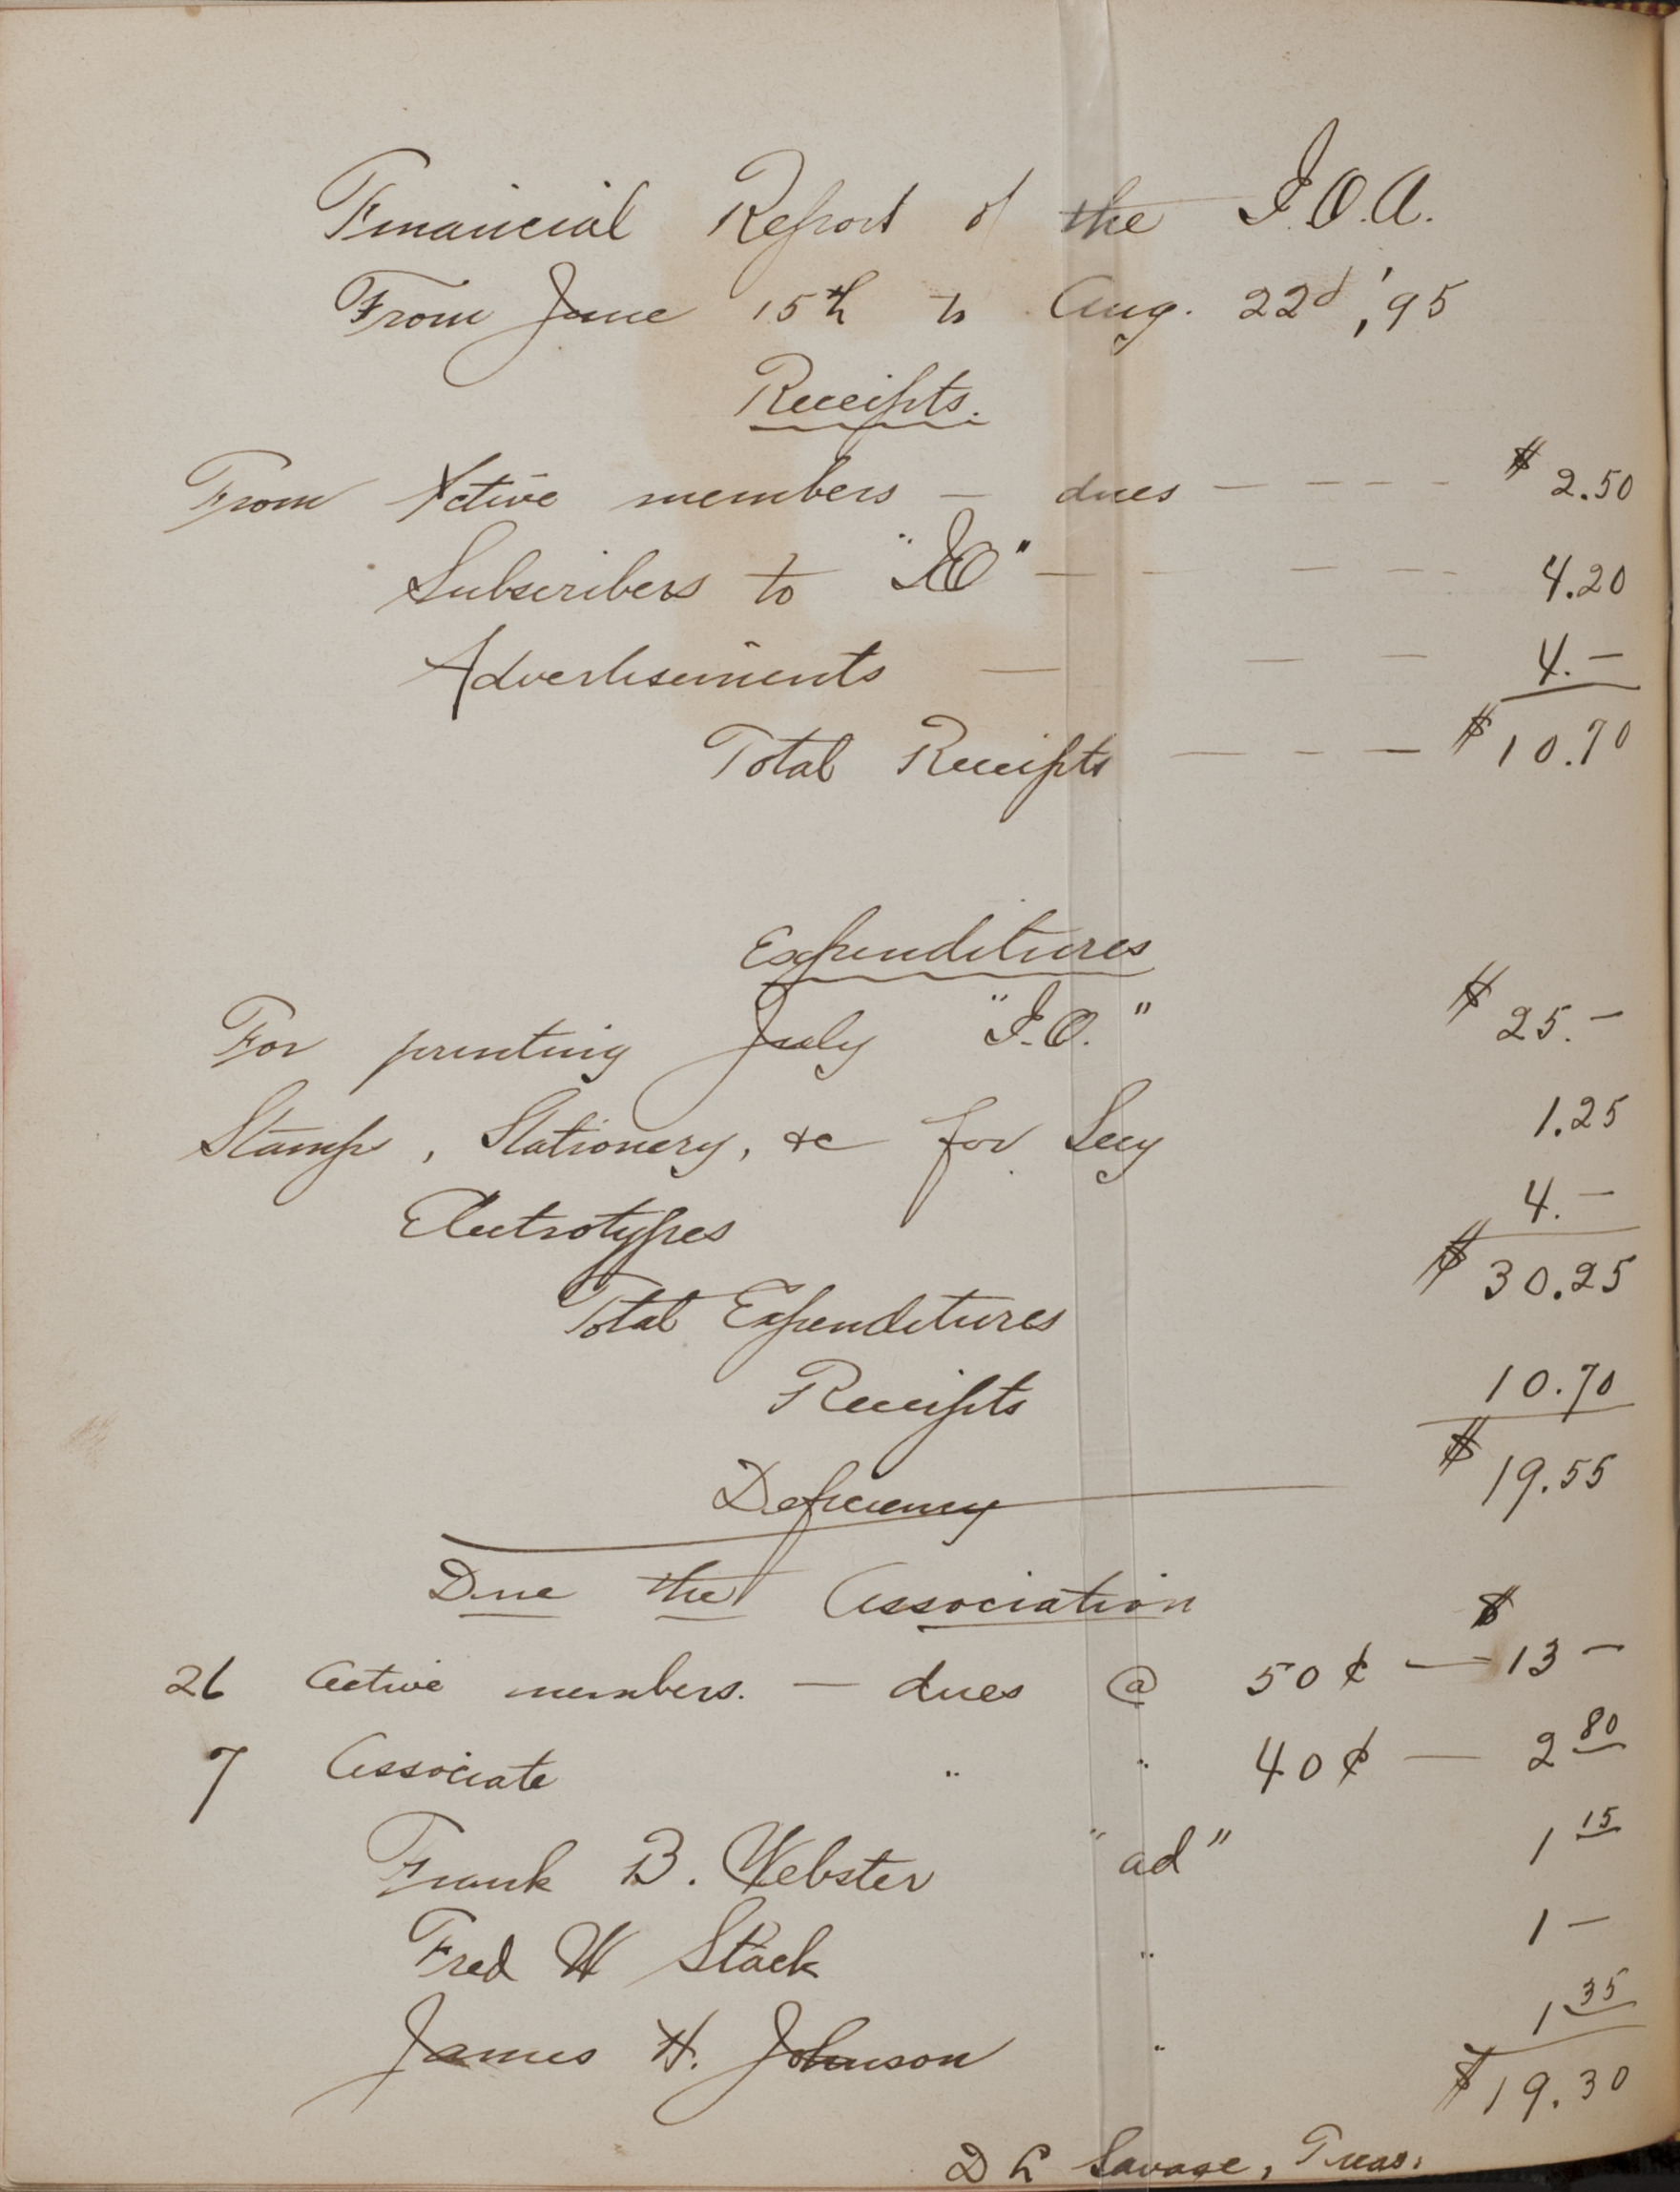 Financial Report of the I.O.A.
From June 15th to Aug. 22d, '95
Receipts.
From Active members — dues — — — — $ 2.50
Subscribers to "IO" — — — — — 4.20
Advertisements — — — 4.—
Total Receipts — — — $10.70
Expenditures
For printing July "I.O." $ 25.—
Stamps, Stationery, &c for Secy 1.25
Electrotypes 4.—
Total Expenditures $ 30.25
Receipts 10.70
Deficiency — $ 19.55
Due the Association
26 Active members. — dues @ 50¢ — $ 13 —
7 Associate " " 40¢ — 2 80
Frank B. Webster "ad" 1 15
Fred W Stack " 1 —
James H. Johnson " 1 35
$19.30
D L Savage, Treas.